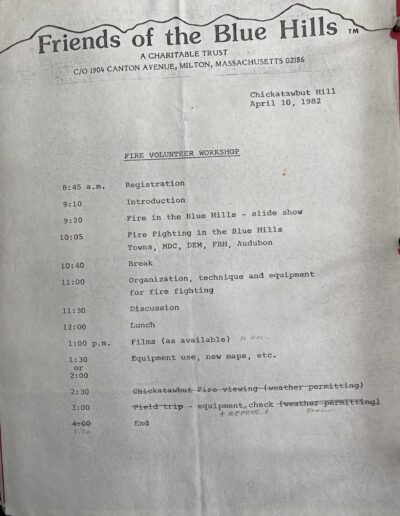 Friends of the Blue Hills TM
A CHARITABLE TRUST
C/O 1904 CANTON AVENUE, MILTON, MASSACHUSETTS 02186
Chickatawbut Hill
April 10, 1982
FIRE VOLUNTEER WORKSHOP
8:45 a.m. Registration
9:10 Introduction
9:20 Fire in the Blue Hills - slide show
10:05 Fire Fighting in the Blue Hills
Towns, MDC, DEM, FBH, Audubon
10:40 Break
11:00 Organization, technique and equipment
for fire fighting
11:30 Discussion
12:00 Lunch
1:00 p.m. Films (as available)
1:30 Equipment use, new maps, etc.
or
2:00
2:30 Chickatawbut Fire viewing (weather permitting)
3:00 Field trip - equipment, check (weather permitting)
+ REPAIR
4:00 End